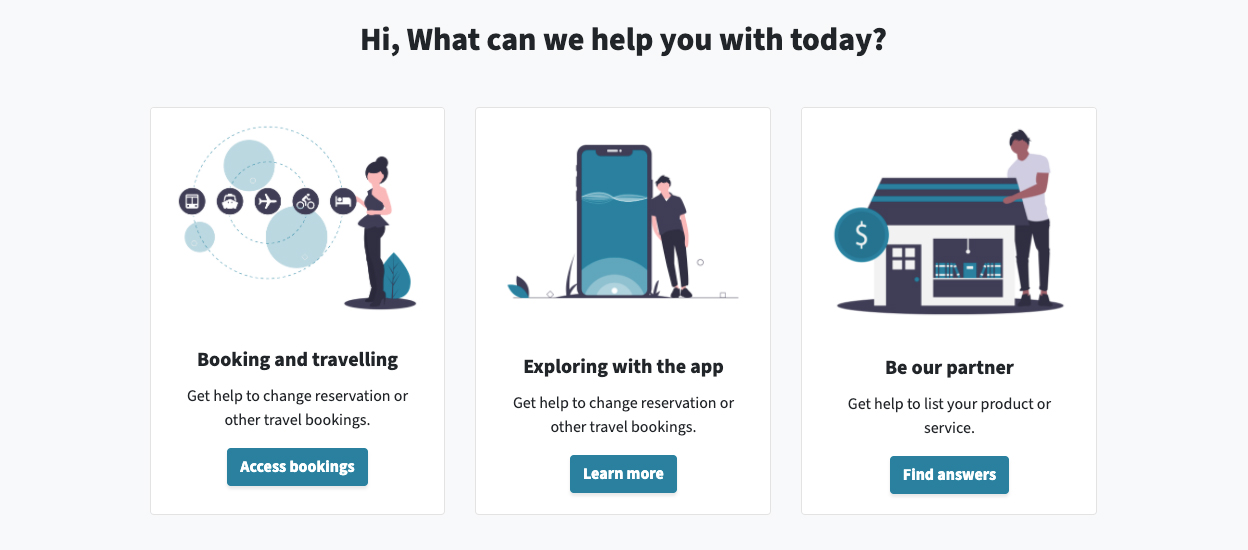 Hi, What can we help you with today?
$
Booking and travelling
Get help to change reservation or
other travel bookings.
Access bookings
Exploring with the app
Get help to change reservation or
other travel bookings.
Learn more
Be our partner
Get help to list your product or
service.
Find answers